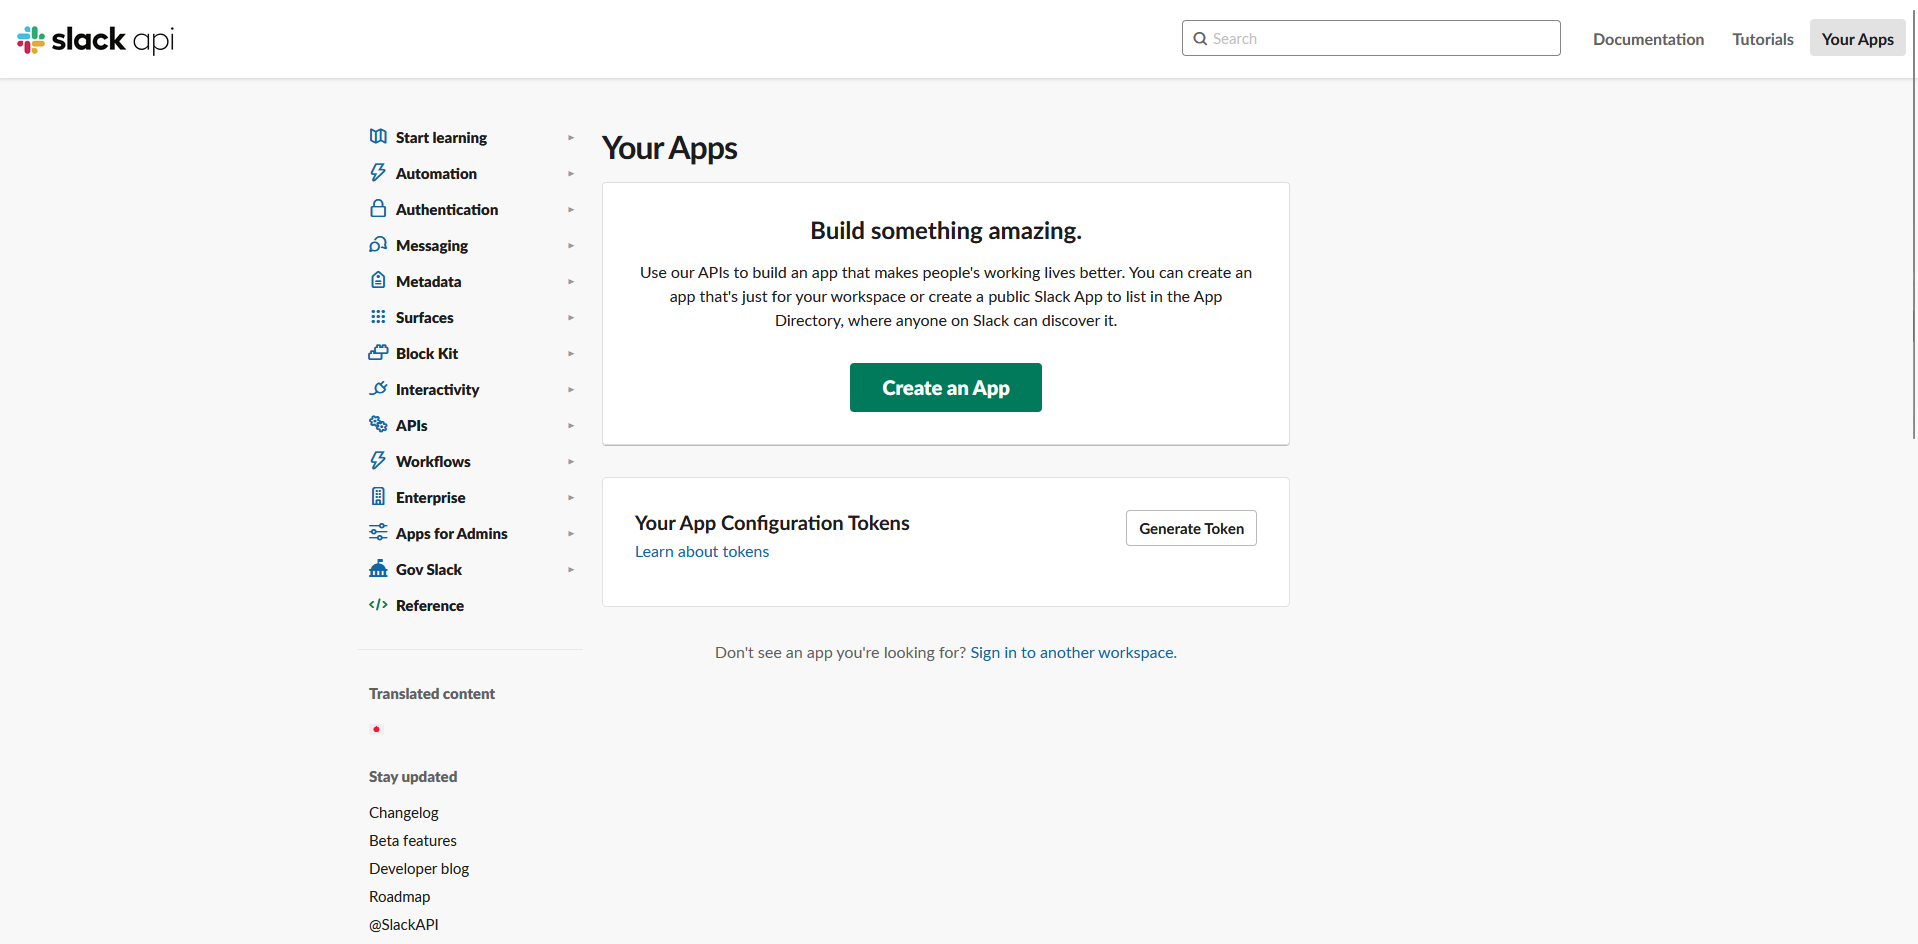 slack api
Search
Documentation
Tutorials
Your Apps
Start learning
Automation
Authentication
Messaging
Metadata
Surfaces
Block Kit
Interactivity
APIs
Workflows
Enterprise
Apps for Admins
Gov Slack
Reference
Translated content
Stay updated
Changelog
Beta features
Developer blog
Roadmap
@SlackAPI
Your Apps
Build something amazing.
Use our APIs to build an app that makes people's working lives better. You can create an
app that's just for your workspace or create a public Slack App to list in the App
Directory, where anyone on Slack can discover it.
Create an App
Your App Configuration Tokens
Learn about tokens
Generate Token
Don't see an app you're looking for? Sign in to another workspace.